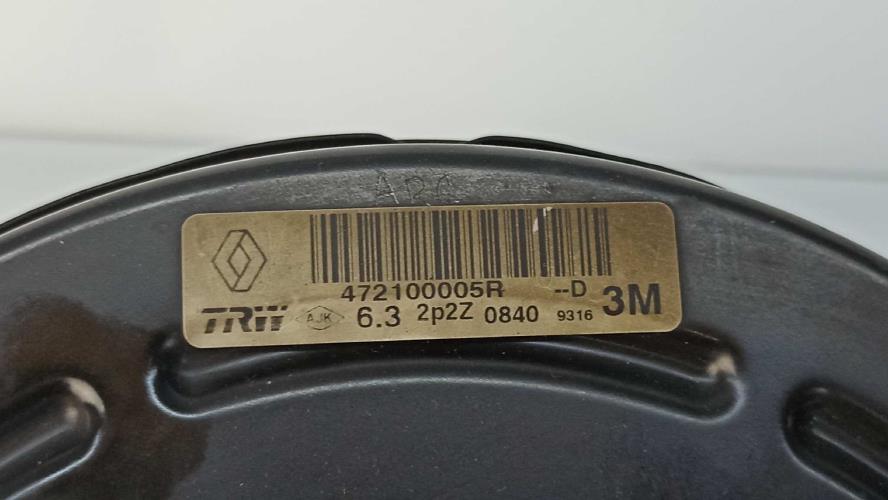 472100005R --D
TRW AJK 6.3 2p2Z 0840 9316 3M